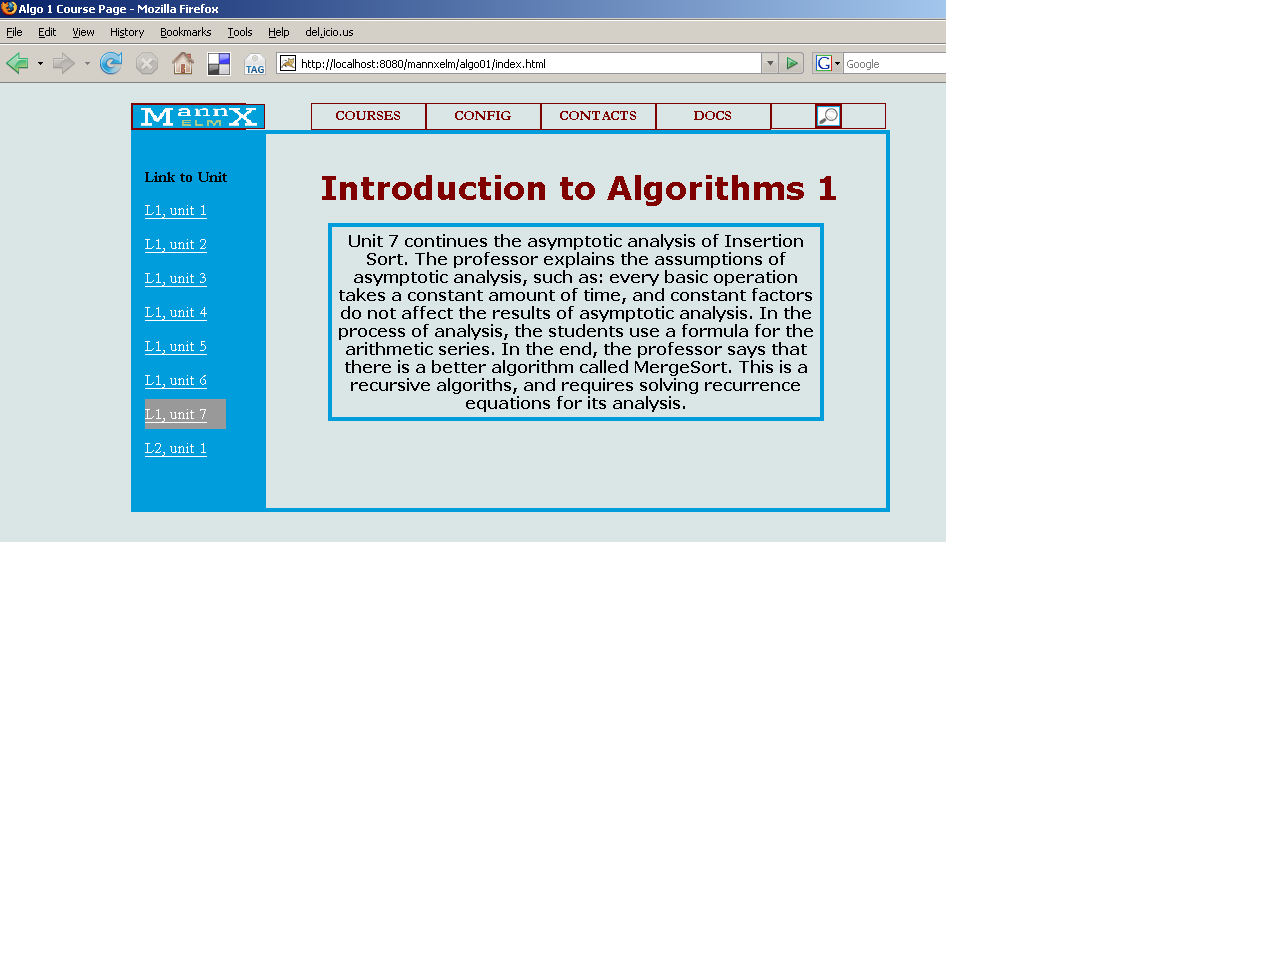 Algo 1 Course Page - Mozilla Firefox
File Edit View History Bookmarks Tools Help del.icio.us
TAG http://localhost:8080/mannxelm/algo01/index.html G Google
MannX ELM COURSES CONFIG CONTACTS DOCS
Link to Unit
L1, unit 1
L1, unit 2
L1, unit 3
L1, unit 4
L1, unit 5
L1, unit 6
L1, unit 7
L2, unit 1
Introduction to Algorithms 1
Unit 7 continues the asymptotic analysis of Insertion
Sort. The professor explains the assumptions of
asymptotic analysis, such as: every basic operation
takes a constant amount of time, and constant factors
do not affect the results of asymptotic analysis. In the
process of analysis, the students use a formula for the
arithmetic series. In the end, the professor says that
there is a better algorithm called MergeSort. This is a
recursive algoriths, and requires solving recurrence
equations for its analysis.